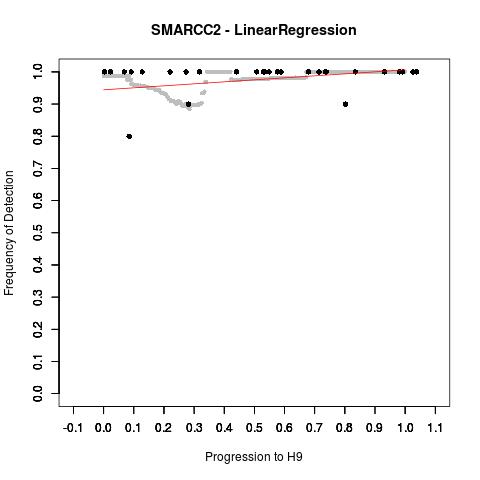 SMARCC2 - LinearRegression
Frequency of Detection
1.0
0.9
0.8
0.7
0.6
0.5
0.4
0.3
0.2
0.1
0.0
-0.1 0.0 0.1 0.2 0.3 0.4 0.5 0.6 0.7 0.8 0.9 1.0 1.1
Progression to H9